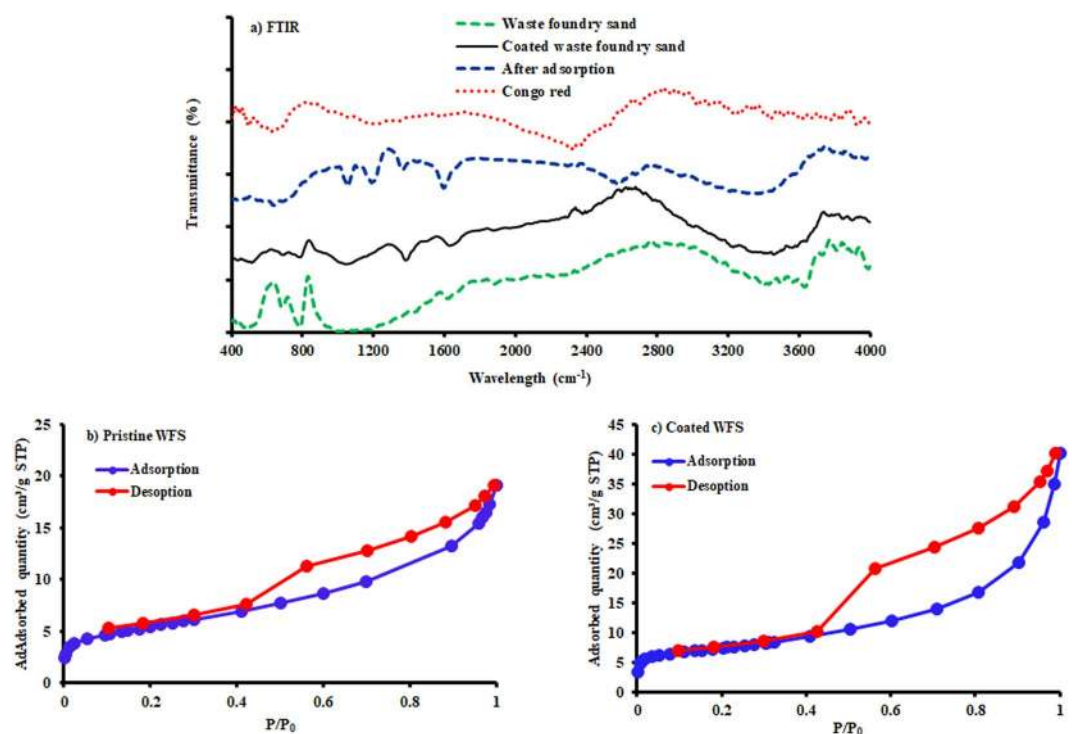 a) FTIR
Waste foundry sand
Coated waste foundry sand
After adsorption
Congo red
Transmittance (%)
400 800 1200 1600 2000 2400 2800 3200 3600 4000
Wavelength (cm⁻¹)
b) Pristine WFS
Adsorption
Desoption
AdAdsorbed quantity (cm³/g STP)
25
20
15
10
5
0
0 0.2 0.4 0.6 0.8 1
P/P₀
c) Coated WFS
Adsorption
Desoption
Adsorbed quantity (cm³/g STP)
45
40
35
30
25
20
15
10
5
0
0 0.2 0.4 0.6 0.8 1
P/P₀